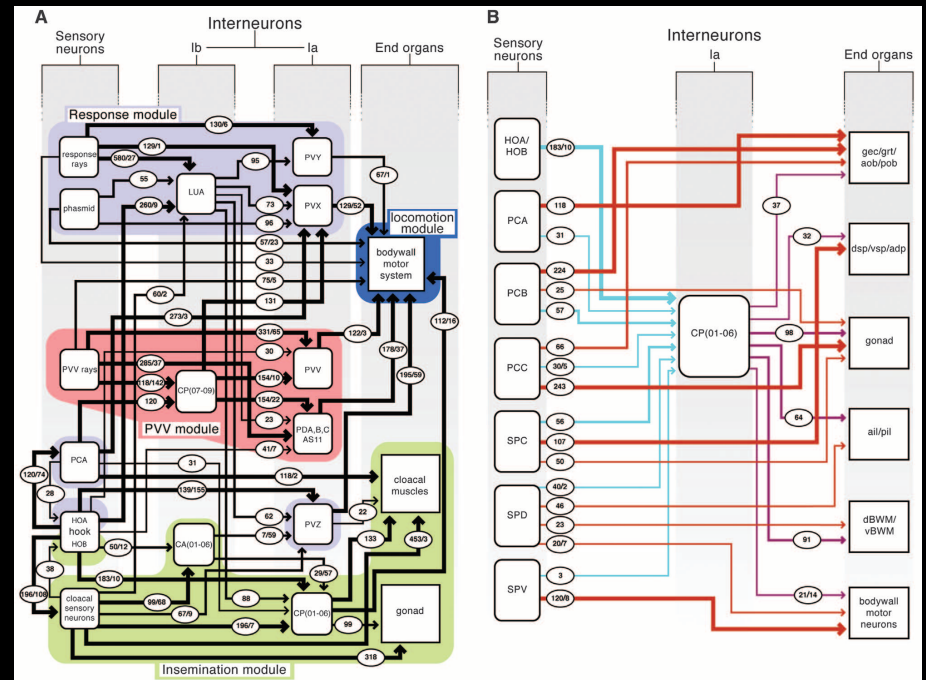 A
Interneurons
Sensory
neurons
Ib
Ia
End organs
Response module
130/6
response
rays
129/1
580/27
95
PVY
67/1
phasmid
55
LUA
260/9
73
PVX
129/52
96
locomotion
module
57/23
33
bodywall
motor
system
75/5
60/2
131
273/3
112/16
331/65
122/3
30
178/37
PVV rays
285/37
118/142
CP(07-09)
154/10
PVV
195/59
120
154/22
23
PDA,B,C
AS11
PVV module
41/7
PCA
31
118/2
120/74
28
139/155
cloacal
muscles
HOA
hook
HOB
62
PVZ
22
7/59
CA(01-06)
133
453/3
50/12
38
183/10
29/57
196/108
cloacal
sensory
neurons
99/68
67/9
88
CP(01-06)
gonad
196/7
99
318
Insemination module
B
Interneurons
Sensory
neurons
Ia
End organs
HOA/
HOB
183/10
gec/grt/
aob/pob
37
PCA
118
31
32
dsp/vsp/adp
PCB
224
25
57
CP(01-06)
98
gonad
PCC
66
30/5
243
64
ail/pil
SPC
56
107
50
SPD
40/2
46
23
20/7
dBWM/
vBWM
91
SPV
3
120/8
21/14
bodywall
motor
neurons